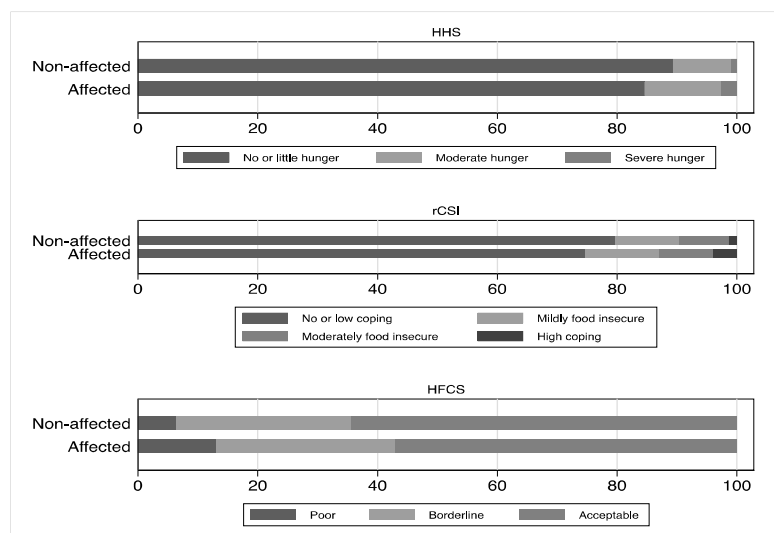 HHS
Non-affected
Affected
0 20 40 60 80 100
No or little hunger Moderate hunger Severe hunger
rCSI
Non-affected
Affected
0 20 40 60 80 100
No or low coping Mildly food insecure
Moderately food insecure High coping
HFCS
Non-affected
Affected
0 20 40 60 80 100
Poor Borderline Acceptable